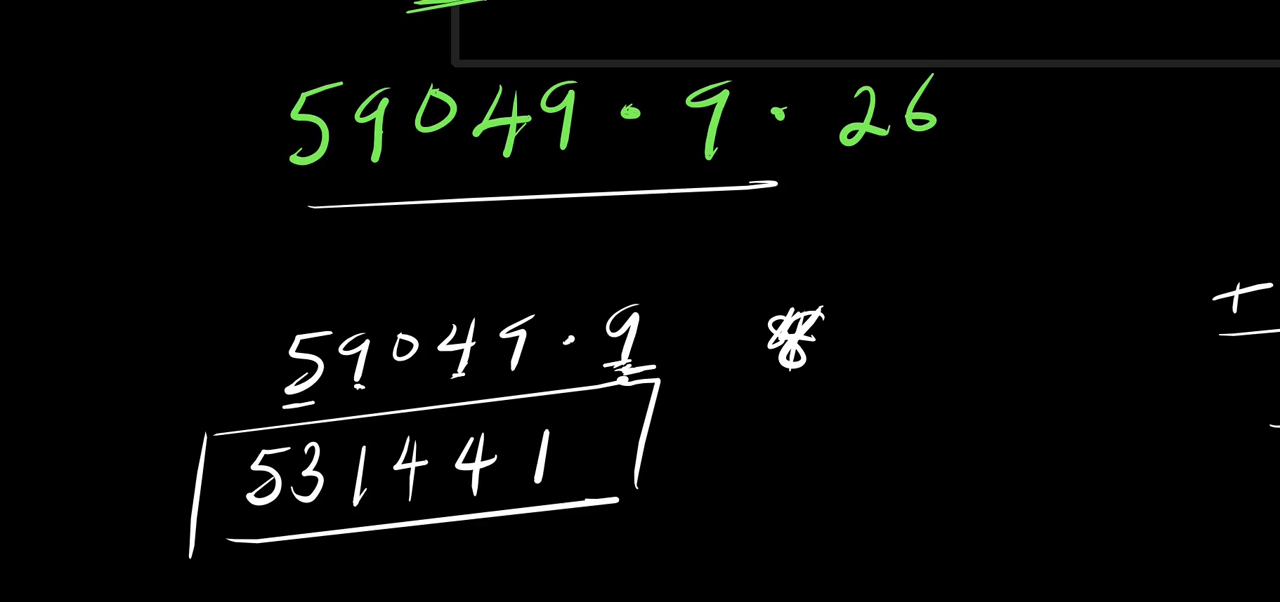 59049 · 9 · 26
59049 · 9
+
531441